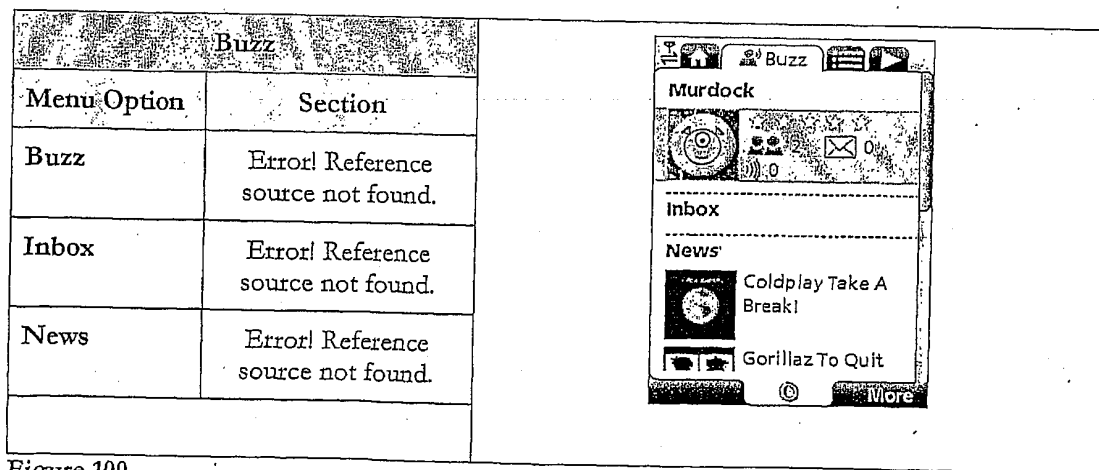 Buzz
Menu Option Section
Buzz Error! Reference
source not found.
Inbox Error! Reference
source not found.
News Error! Reference
source not found.
Buzz
Murdock
2 0
0
Inbox
News
Coldplay Take A
Break!
Gorillaz To Quit
More
Figure 100